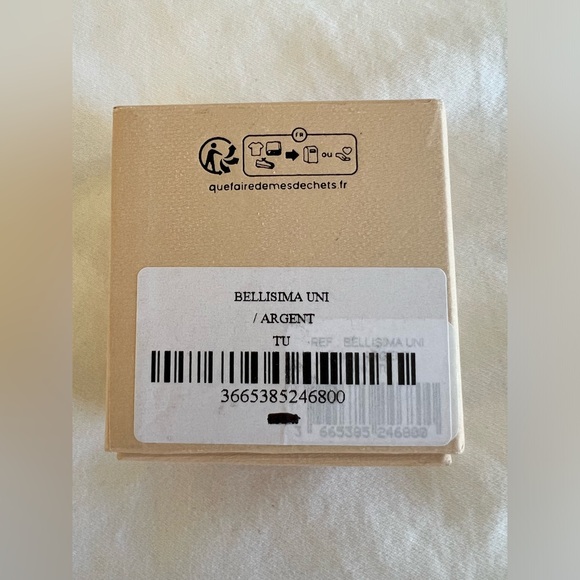 FR
ou
quefairedemesdechets.fr
BELLISIMA UNI
/ ARGENT
TU
REF : BELLISIMA UNI
3665385246800
3 665385 246800